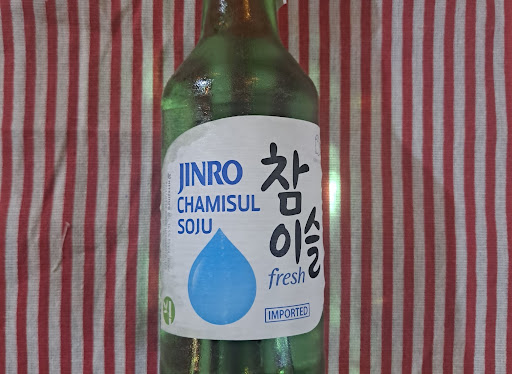 JINRO
CHAMISUL
SOJU
참
이슬
fresh
IMPORTED